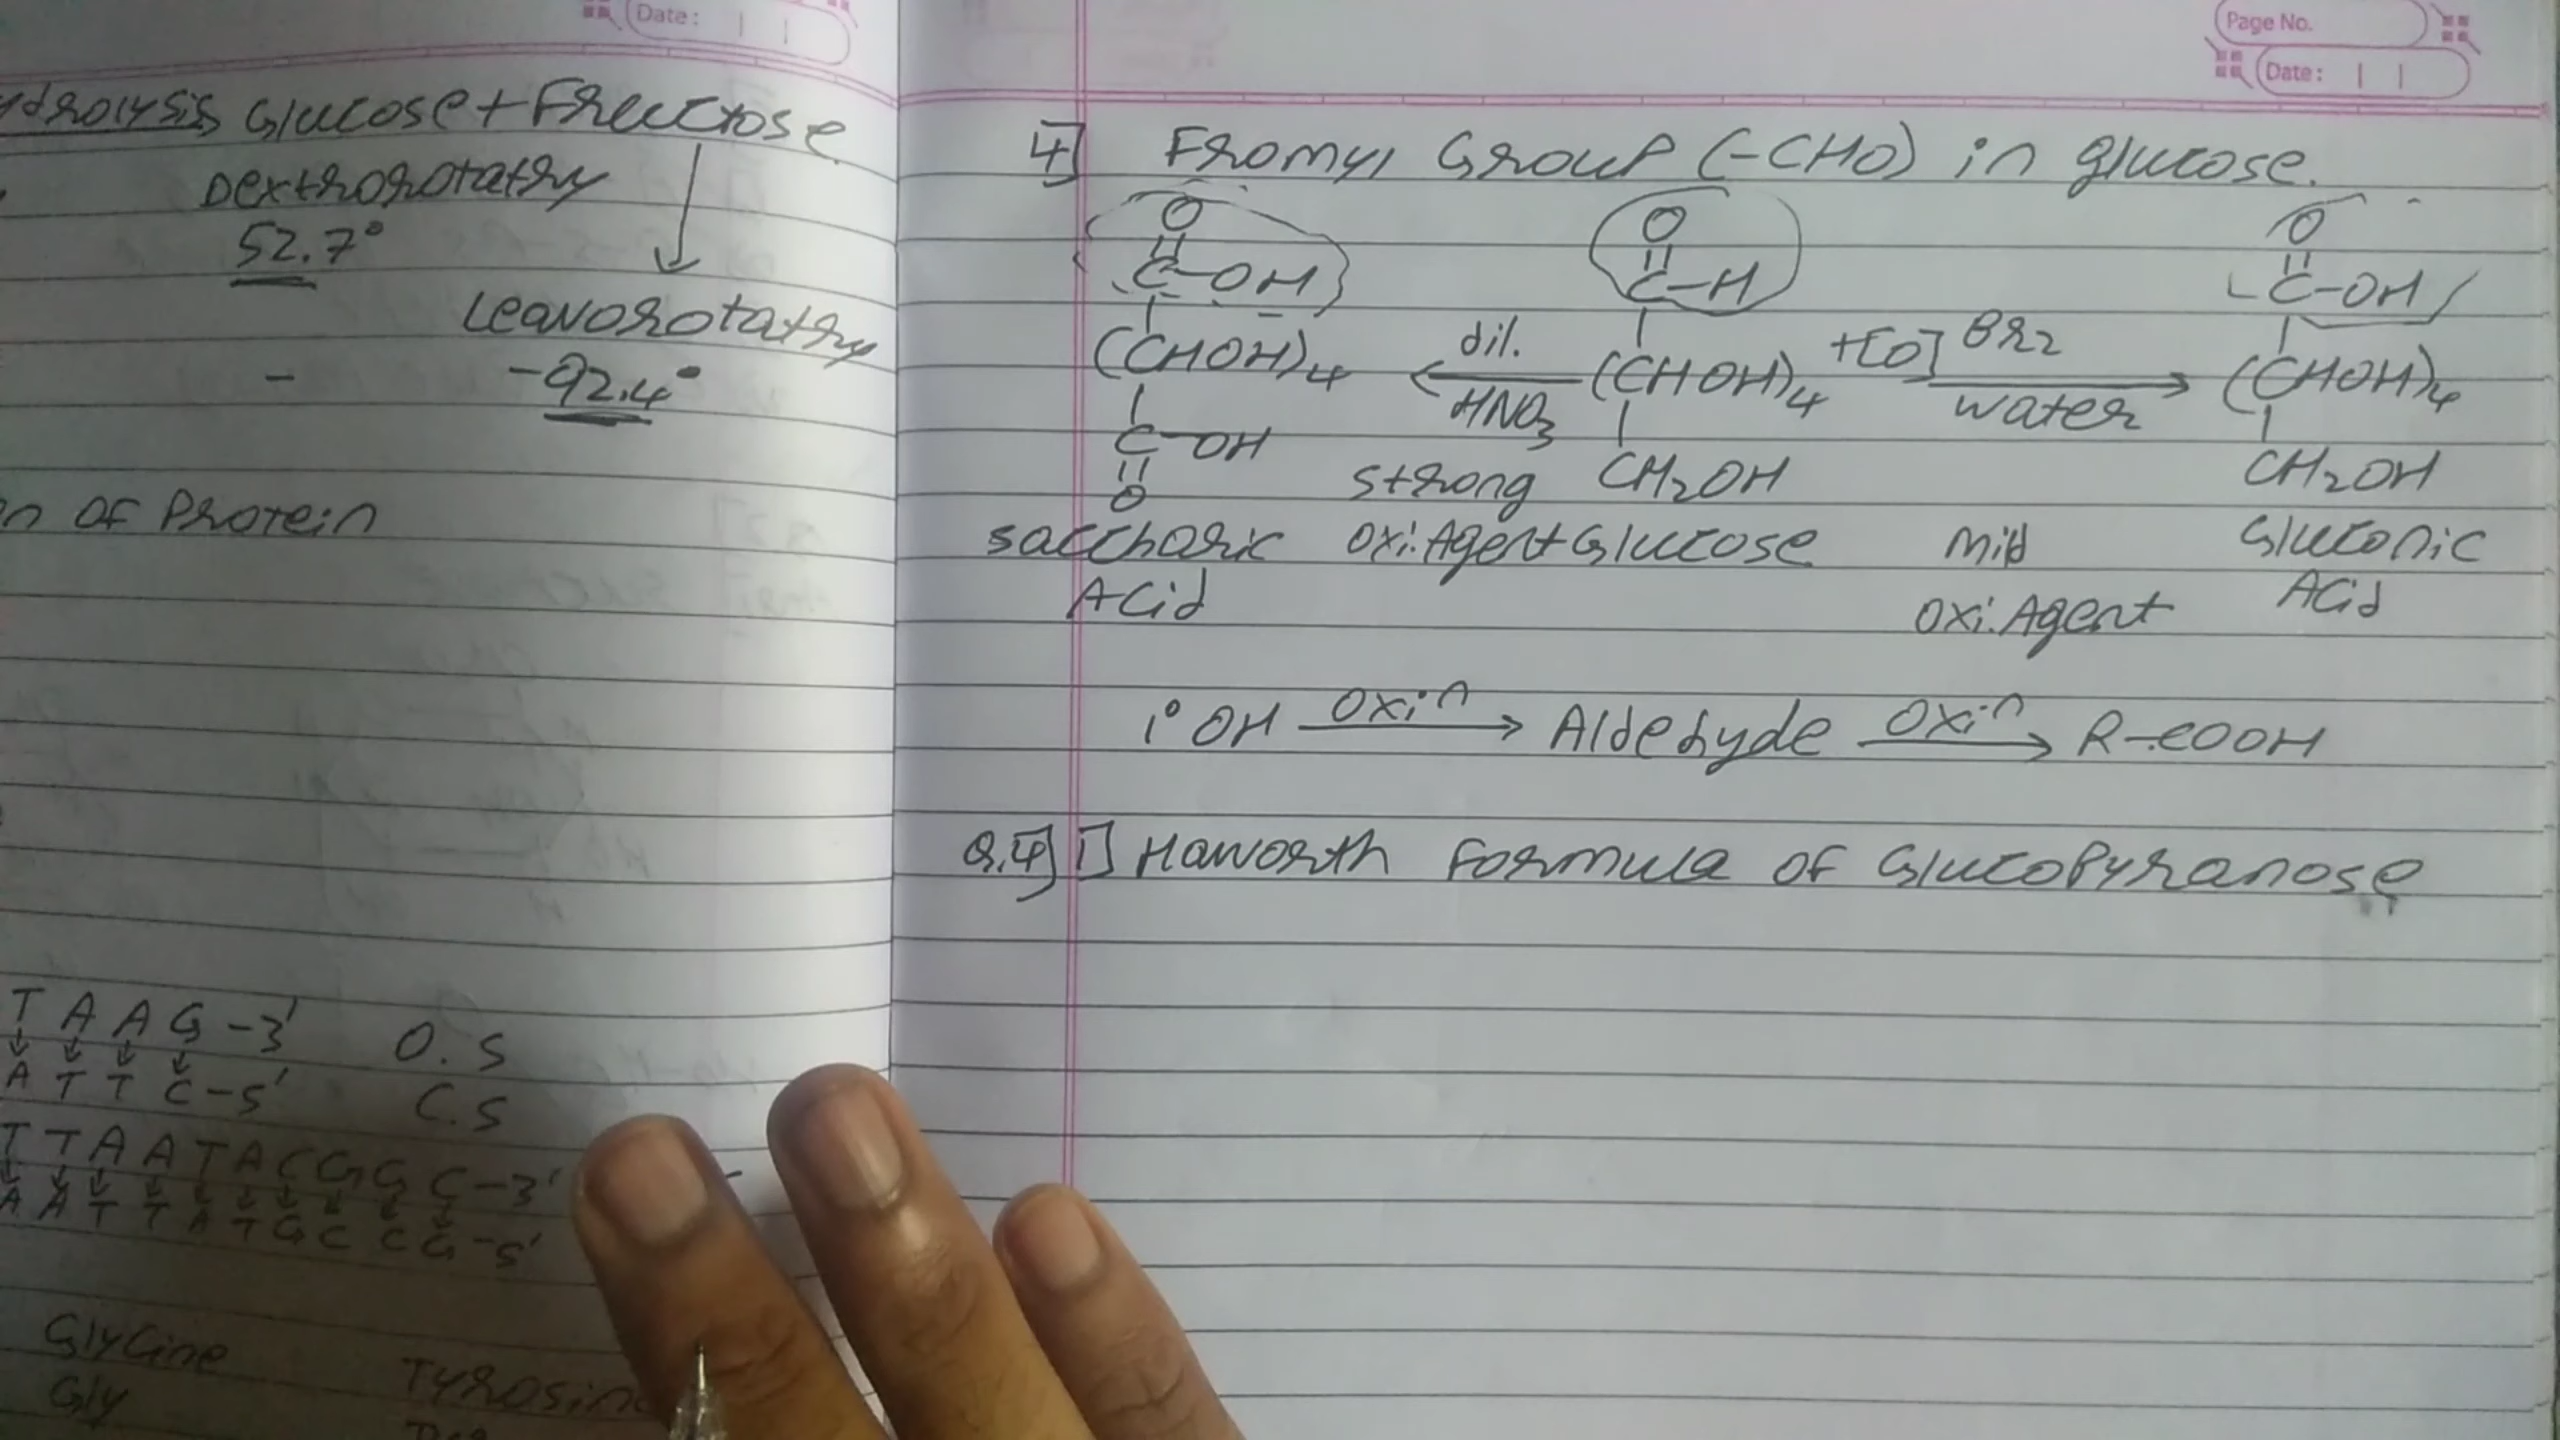 Date:
ydrolysis Glucose + Fructose
Dextrorotatry
52.7°
Leavorotatry
- -92.4°
n of Protein
T A A G -3' O.S
A T T C -5' C.S
T T A A T A C G G C -3'
A A T T A T G C C G -5'
Glycine
Gly
Page No.
Date:
4] Fromyl Group (-CHO) in glucose.
O O O
C-OH C-H C-OH
(CHOH)4 dil. HNO3 (CHOH)4 +[O] Br2 water (CHOH)4
C-OH
O
strong CH2OH CH2OH
saccharic oxi.Agent Glucose mild Gluconic
Acid oxi.Agent Acid
1° OH oxin Aldehyde oxin R-COOH
Q.4] 1] Haworth Formula of Glucopyranose